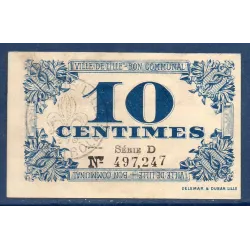 VILLE DE LILLE - BON COMMUNAL
10
CENTIMES
SÉRIE D
Nº 497,247
VILLE DE LILLE - BON COMMUNAL
DELEMAR & DUBAR. LILLE